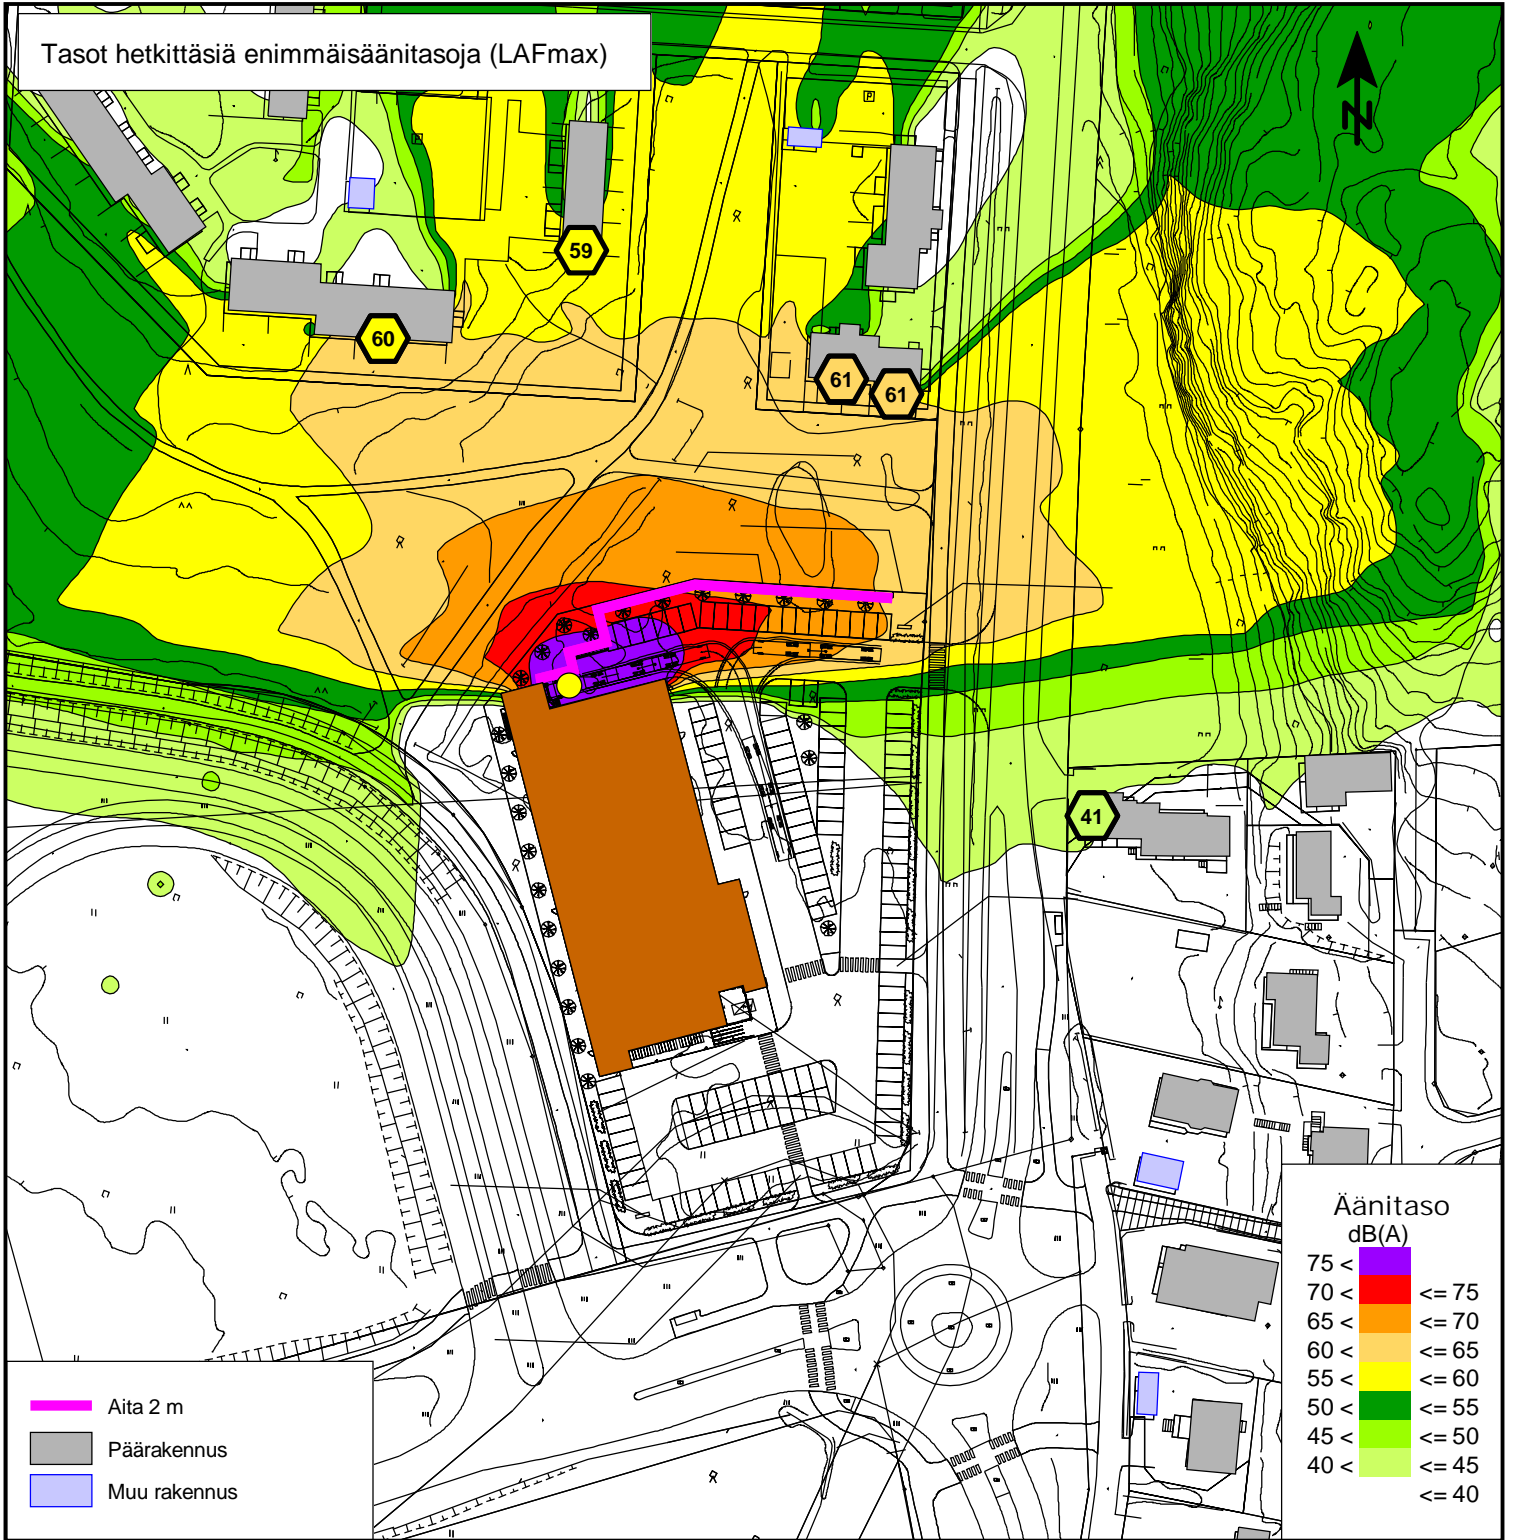 Tasot hetkittäsiä enimmäisäänitasoja (LAFmax)
N
P
59
60
61
61
41
Aita 2 m
Päärakennus
Muu rakennus
Äänitaso
dB(A)
75 <
70 < <= 75
65 < <= 70
60 < <= 65
55 < <= 60
50 < <= 55
45 < <= 50
40 < <= 45
<= 40